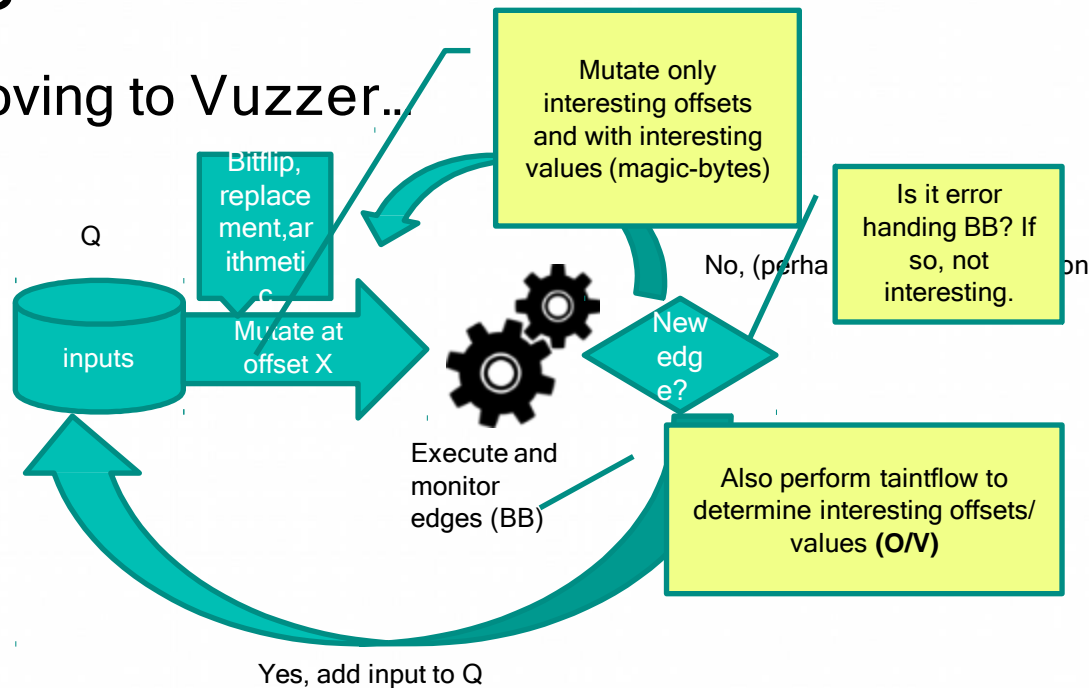 oving to Vuzzer…
Mutate only
interesting offsets
and with interesting
values (magic-bytes)
Bitflip,
replace
ment,ar
ithmeti
c
Q
Is it error
handing BB? If
so, not
interesting.
No, (perha
on
inputs
Mutate at
offset X
New
edg
e?
Execute and
monitor
edges (BB)
Also perform taintflow to
determine interesting offsets/
values (O/V)
Yes, add input to Q